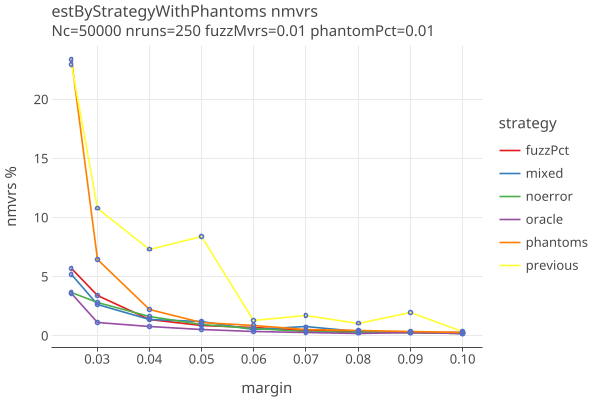 estByStrategyWithPhantoms nmvrs
Nc=50000 nruns=250 fuzzMvrs=0.01 phantomPct=0.01
nmvrs %
20
15
10
5
0
0.03 0.04 0.05 0.06 0.07 0.08 0.09 0.10
margin
strategy
fuzzPct
mixed
noerror
oracle
phantoms
previous